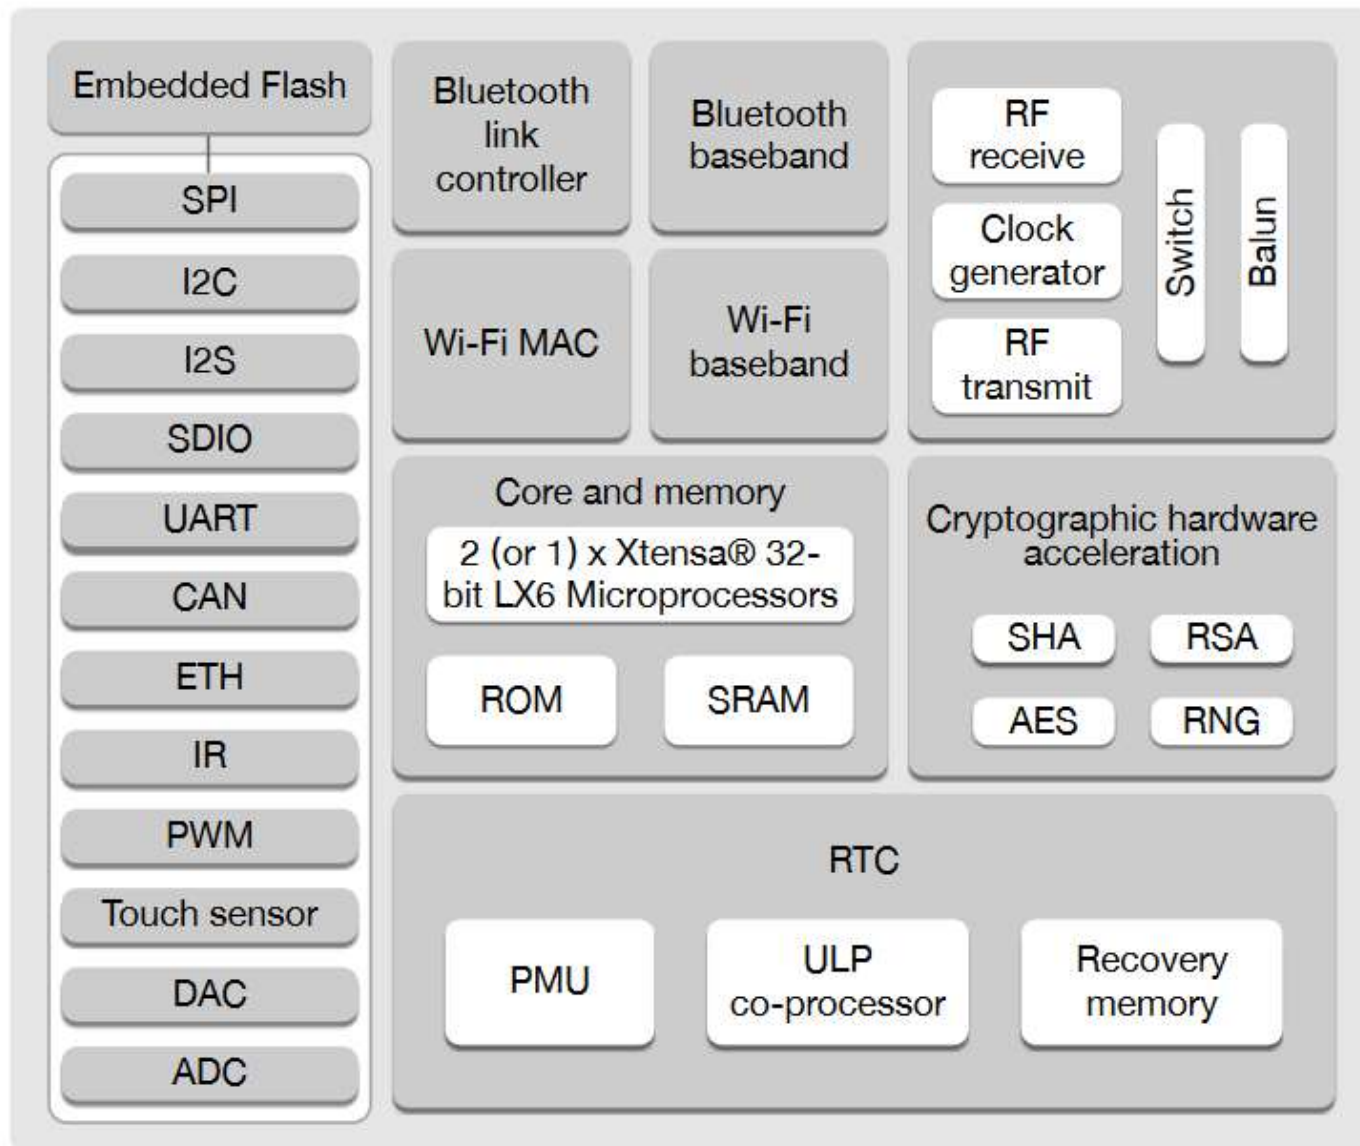 Embedded Flash
SPI
I2C
I2S
SDIO
UART
CAN
ETH
IR
PWM
Touch sensor
DAC
ADC
Bluetooth
link
controller
Bluetooth
baseband
Wi-Fi MAC
Wi-Fi
baseband
RF
receive
Clock
generator
RF
transmit
Switch
Balun
Core and memory
2 (or 1) x Xtensa® 32-
bit LX6 Microprocessors
ROM
SRAM
Cryptographic hardware
acceleration
SHA
RSA
AES
RNG
RTC
PMU
ULP
co-processor
Recovery
memory